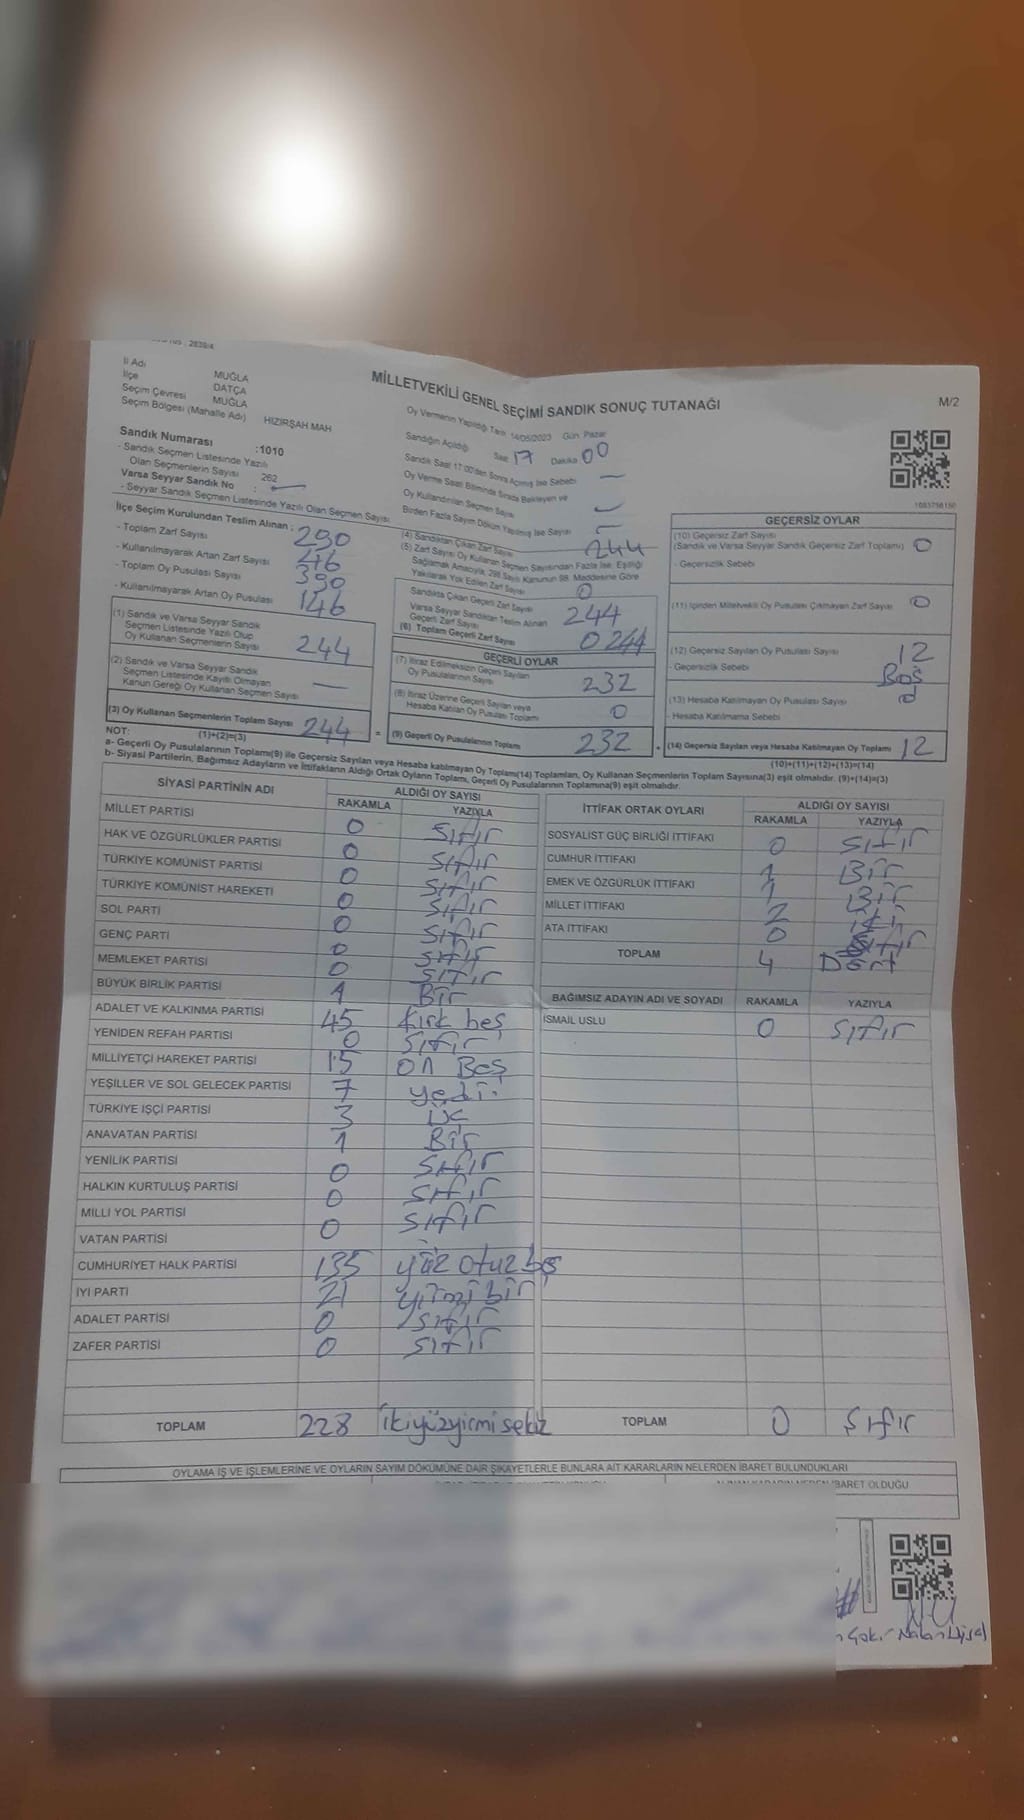 MİLLETVEKİLİ GENEL SEÇİMİ SANDIK SONUÇ TUTANAĞI
M/2
İl Adı MUĞLA
İlçe DATÇA
Seçim Çevresi MUĞLA
Seçim Bölgesi (Mahalle Adı) HIZIRŞAH MAH
Sandık Numarası :1010
- Sandık Seçmen Listesinde Yazılı
Olan Seçmenlerin Sayısı 262
Varsa Seyyar Sandık No :
- Seyyar Sandık Seçmen Listesinde Yazılı Olan Seçmen Sayısı
Oy Vermenin Yapıldığı Tarih 14/05/2023 Gün Pazar
Sandığın Açıldığı Saat 17 Dakika 00
Sandık Saat 17:00'den Sonra Açılmış İse Sebebi —
Oy Verme Saati Bitiminde Sırada Bekleyen ve
Oy Kullandırılan Seçmen Sayısı —
Birden Fazla Sayım Döküm Yapılmış İse Sayısı —
İlçe Seçim Kurulundan Teslim Alınan :
- Toplam Zarf Sayısı 290
- Kullanılmayarak Artan Zarf Sayısı 46
- Toplam Oy Pusulası Sayısı 390
- Kullanılmayarak Artan Oy Pusulası 146
(1) Sandık ve Varsa Seyyar Sandık
Seçmen Listesinde Yazılı Olup
Oy Kullanan Seçmenlerin Sayısı 244
(2) Sandık ve Varsa Seyyar Sandık
Seçmen Listesinde Kayıtlı Olmayan
Kanun Gereği Oy Kullanan Seçmen Sayısı —
(3) Oy Kullanan Seçmenlerin Toplam Sayısı 244
(1)+(2)=(3)
(4) Sandıktan Çıkan Zarf Sayısı 244
(5) Zarf Sayısı Oy Kullanan Seçmen Sayısından Fazla İse, Eşitliği
Sağlamak Amacıyla, 298 Sayılı Kanunun 98. Maddesine Göre
Yakılarak Yok Edilen Zarf Sayısı 0
Sandıkta Çıkan Geçerli Zarf Sayısı 244
Varsa Seyyar Sandıktan Teslim Alınan
Geçerli Zarf Sayısı 0
(6) Toplam Geçerli Zarf Sayısı 244
GEÇERLİ OYLAR
(7) İtiraz Edilmeksizin Geçerli Sayılan
Oy Pusulalarının Sayısı 232
(8) İtiraz Üzerine Geçerli Sayılan veya
Hesaba Katılan Oy Pusulası Toplamı 0
= (9) Geçerli Oy Pusulalarının Toplamı 232
1083756150
GEÇERSİZ OYLAR
(10) Geçersiz Zarf Sayısı
(Sandık ve Varsa Seyyar Sandık Geçersiz Zarf Toplamı) 0
- Geçersizlik Sebebi
(11) İçinden Milletvekili Oy Pusulası Çıkmayan Zarf Sayısı 0
(12) Geçersiz Sayılan Oy Pusulası Sayısı 12
- Geçersizlik Sebebi Boş
(13) Hesaba Katılmayan Oy Pusulası Sayısı
- Hesaba Katılmama Sebebi
+ (14) Geçersiz Sayılan veya Hesaba Katılmayan Oy Toplamı 12
(10)+(11)+(12)+(13)=(14)
NOT:
a- Geçerli Oy Pusulalarının Toplamı(9) ile Geçersiz Sayılan veya Hesaba Katılmayan Oy Toplamı(14) Toplamları, Oy Kullanan Seçmenlerin Toplam Sayısına(3) eşit olmalıdır. (9)+(14)=(3)
b- Siyasi Partilerin, Bağımsız Adayların ve İttifakların Aldığı Ortak Oyların Toplamı, Geçerli Oy Pusulalarının Toplamına(9) eşit olmalıdır.
SİYASİ PARTİNİN ADI ALDIĞI OY SAYISI
RAKAMLA YAZIYLA
MİLLET PARTİSİ 0 Sıfır
HAK VE ÖZGÜRLÜKLER PARTİSİ 0 Sıfır
TÜRKİYE KOMÜNİST PARTİSİ 0 Sıfır
TÜRKİYE KOMÜNİST HAREKETİ 0 Sıfır
SOL PARTİ 0 Sıfır
GENÇ PARTİ 0 Sıfır
MEMLEKET PARTİSİ 0 Sıfır
BÜYÜK BİRLİK PARTİSİ 1 Bir
ADALET VE KALKINMA PARTİSİ 45 Kırk beş
YENİDEN REFAH PARTİSİ 0 Sıfır
MİLLİYETÇİ HAREKET PARTİSİ 15 on Beş
YEŞİLLER VE SOL GELECEK PARTİSİ 7 yedi
TÜRKİYE İŞÇİ PARTİSİ 3 Üç
ANAVATAN PARTİSİ 1 Bir
YENİLİK PARTİSİ 0 Sıfır
HALKIN KURTULUŞ PARTİSİ 0 Sıfır
MİLLİ YOL PARTİSİ 0 Sıfır
VATAN PARTİSİ
CUMHURİYET HALK PARTİSİ 135 yüz otuz beş
İYİ PARTİ 21 yirmi bir
ADALET PARTİSİ 0 Sıfır
ZAFER PARTİSİ 0 Sıfır
TOPLAM 228 İkiyüzyirmi sekiz
İTTİFAK ORTAK OYLARI ALDIĞI OY SAYISI
RAKAMLA YAZIYLA
SOSYALİST GÜÇ BİRLİĞİ İTTİFAKI 0 Sıfır
CUMHUR İTTİFAKI 1 Bir
EMEK VE ÖZGÜRLÜK İTTİFAKI 1 Bir
MİLLET İTTİFAKI 2 iki
ATA İTTİFAKI 0 Sıfır
TOPLAM 4 Dört
BAĞIMSIZ ADAYIN ADI VE SOYADI RAKAMLA YAZIYLA
İSMAİL USLU 0 Sıfır
TOPLAM 0 Sıfır
OYLAMA İŞ VE İŞLEMLERİNE VE OYLARIN SAYIM DÖKÜMÜNE DAİR ŞİKAYETLERLE BUNLARA AİT KARARLARIN NELERDEN İBARET BULUNDUKLARI
İBARET OLDUĞU